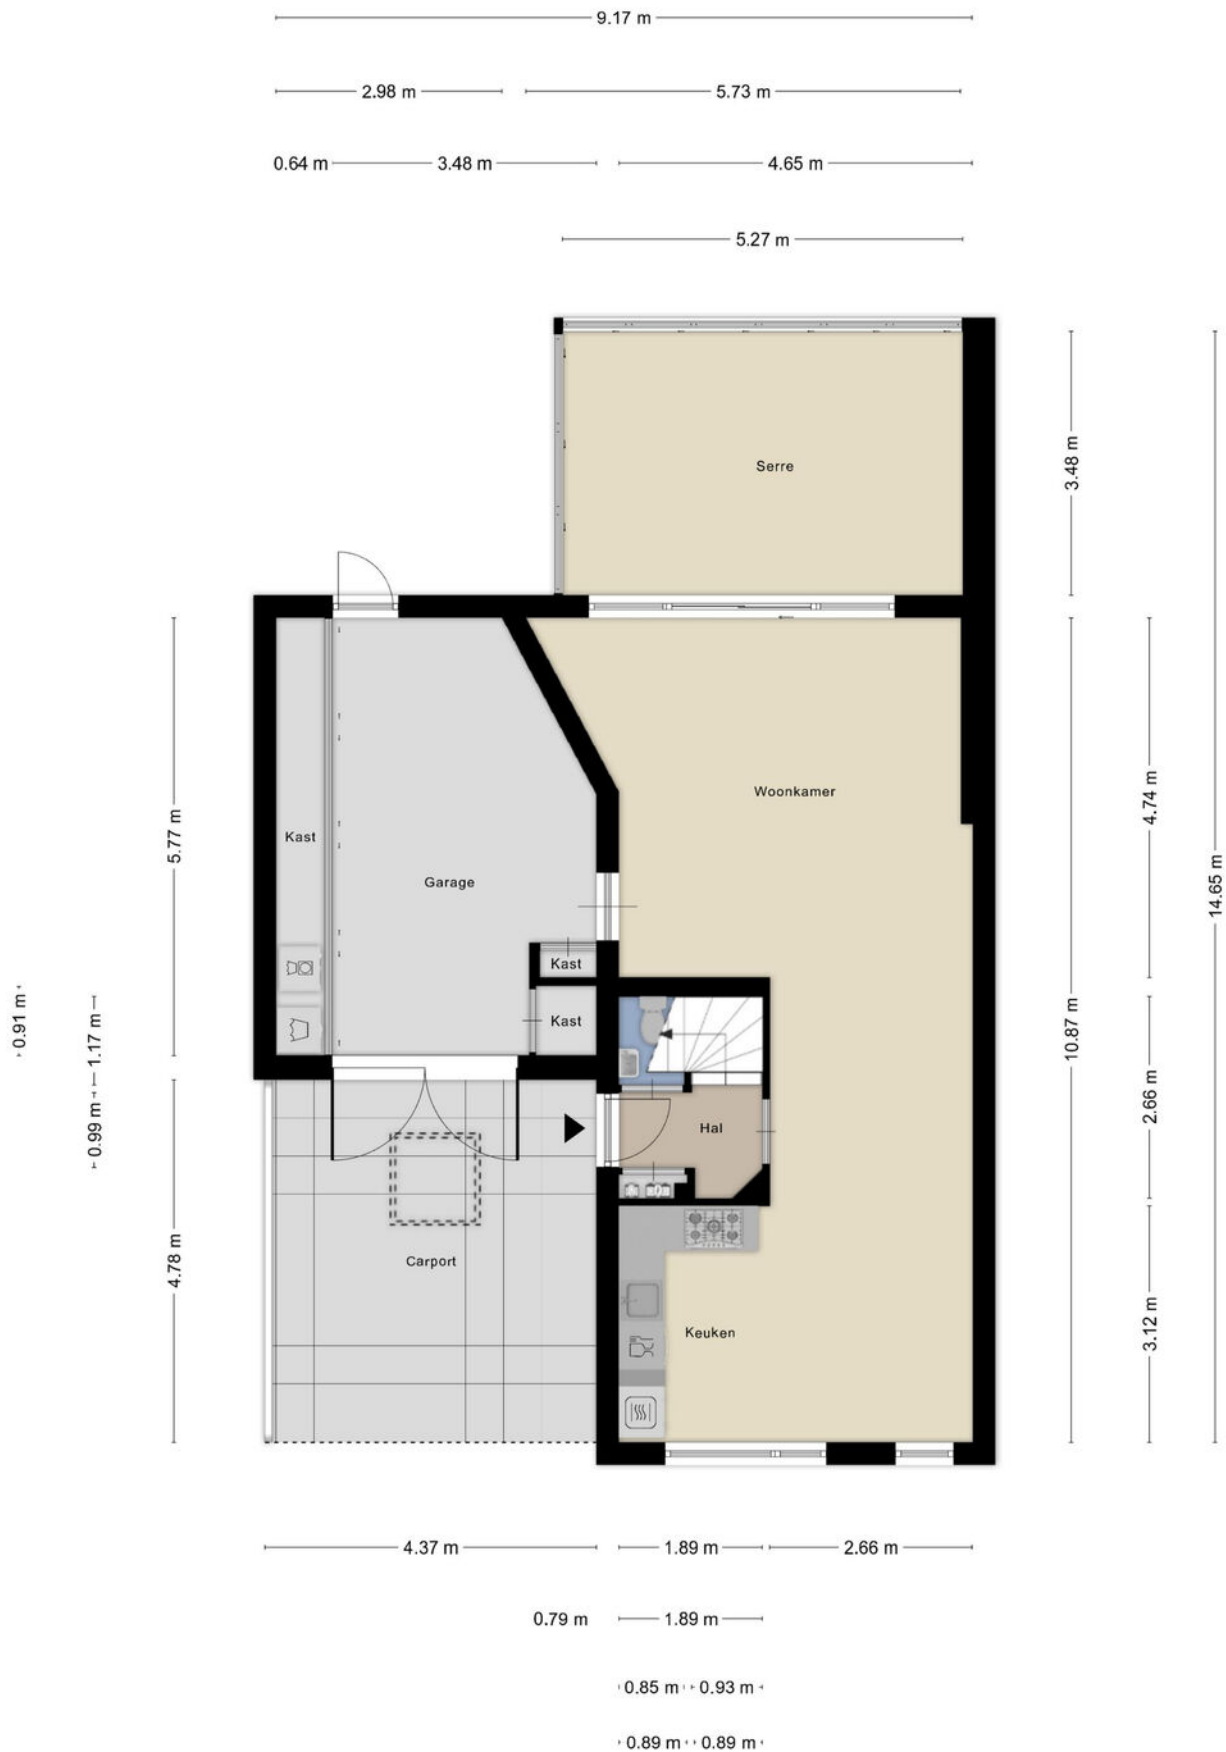 9.17 m
2.98 m
5.73 m
0.64 m
3.48 m
4.65 m
5.27 m
Serre
3.48 m
Woonkamer
4.74 m
5.77 m
Kast
Garage
14.65 m
Kast
Kast
0.91 m
1.17 m
10.87 m
0.99 m
2.66 m
Hal
4.78 m
Carport
Keuken
3.12 m
4.37 m
1.89 m
2.66 m
0.79 m
1.89 m
0.85 m
0.93 m
0.89 m
0.89 m